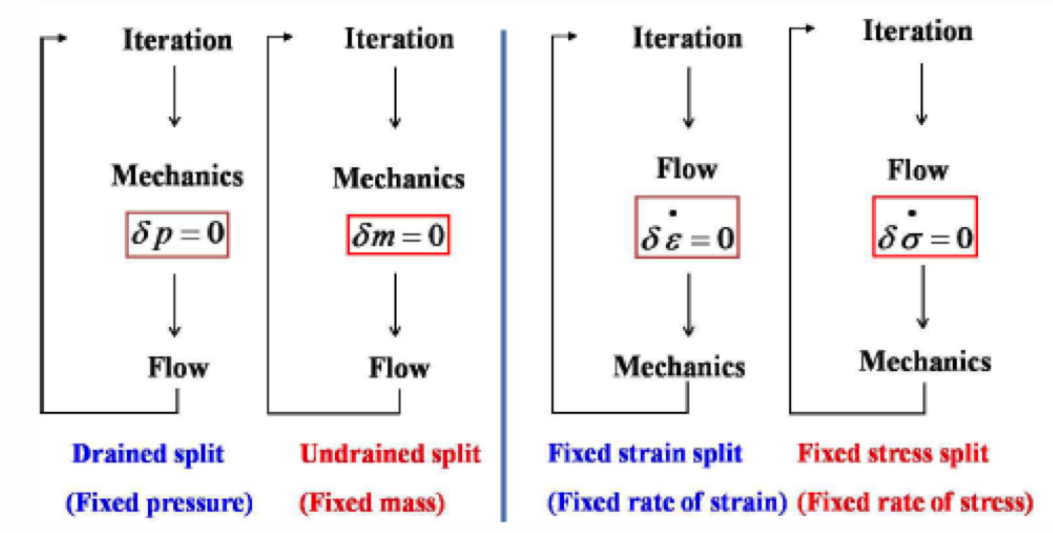 Iteration
Mechanics
δp=0
Flow
Drained split
(Fixed pressure)
Iteration
Mechanics
δm=0
Flow
Undrained split
(Fixed mass)
Iteration
Flow
δε̇=0
Mechanics
Fixed strain split
(Fixed rate of strain)
Iteration
Flow
δσ̇=0
Mechanics
Fixed stress split
(Fixed rate of stress)